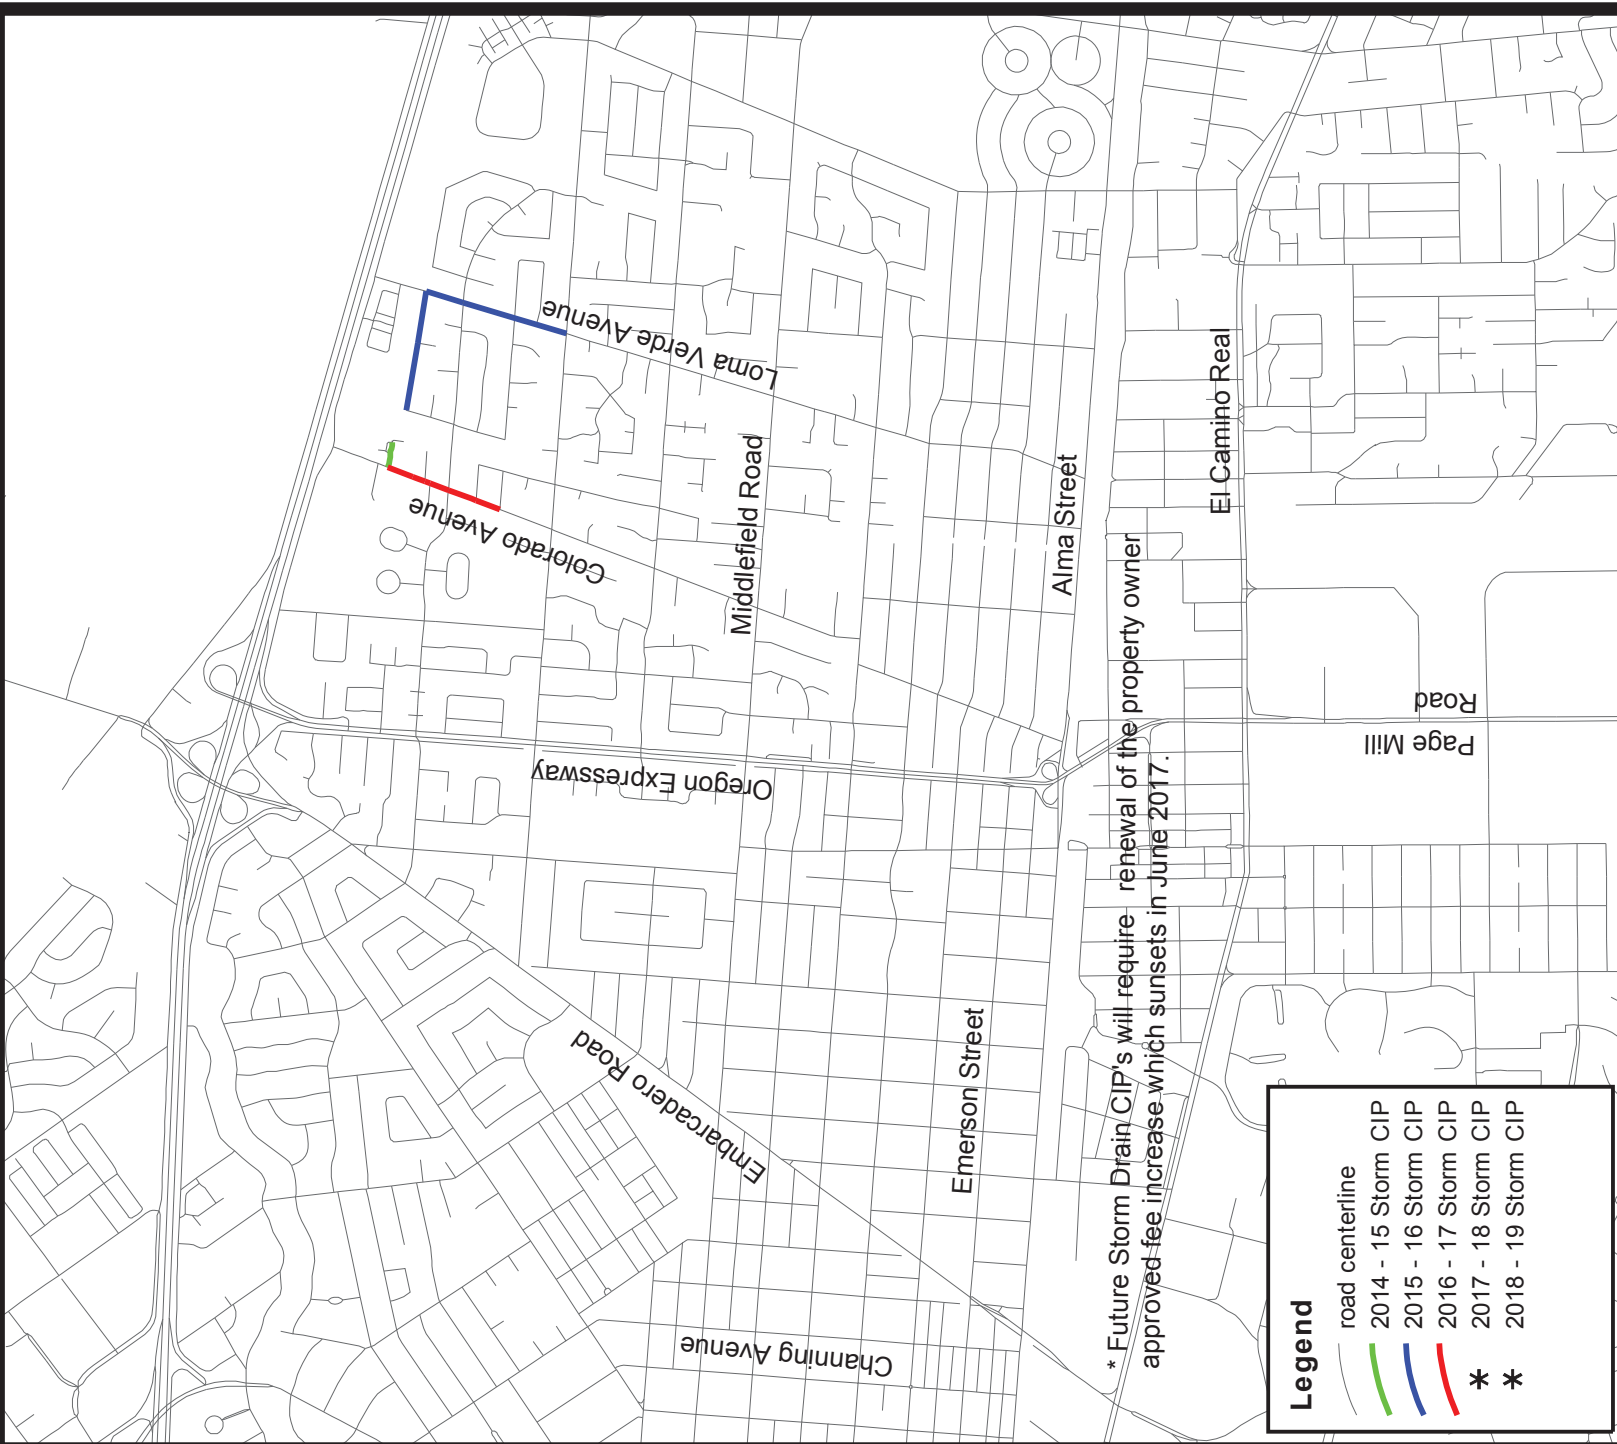 Loma Verde Avenue
Colorado Avenue
Middlefield Road
Alma Street
El Camino Real
Oregon Expressway
Page Mill
Road
Embarcadero Road
Emerson Street
Channing Avenue
* Future Storm Drain CIP's will require renewal of the property owner
approved fee increase which sunsets in June 2017.
Legend
road centerline
2014 - 15 Storm CIP
2015 - 16 Storm CIP
2016 - 17 Storm CIP
* 2017 - 18 Storm CIP
* 2018 - 19 Storm CIP